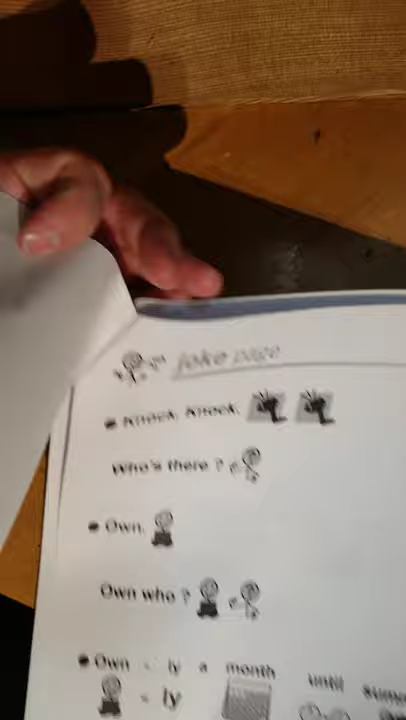 joke page
Knock, Knock.
Who's there ?
Own.
Own who ?
Own - ly a month until
- ly